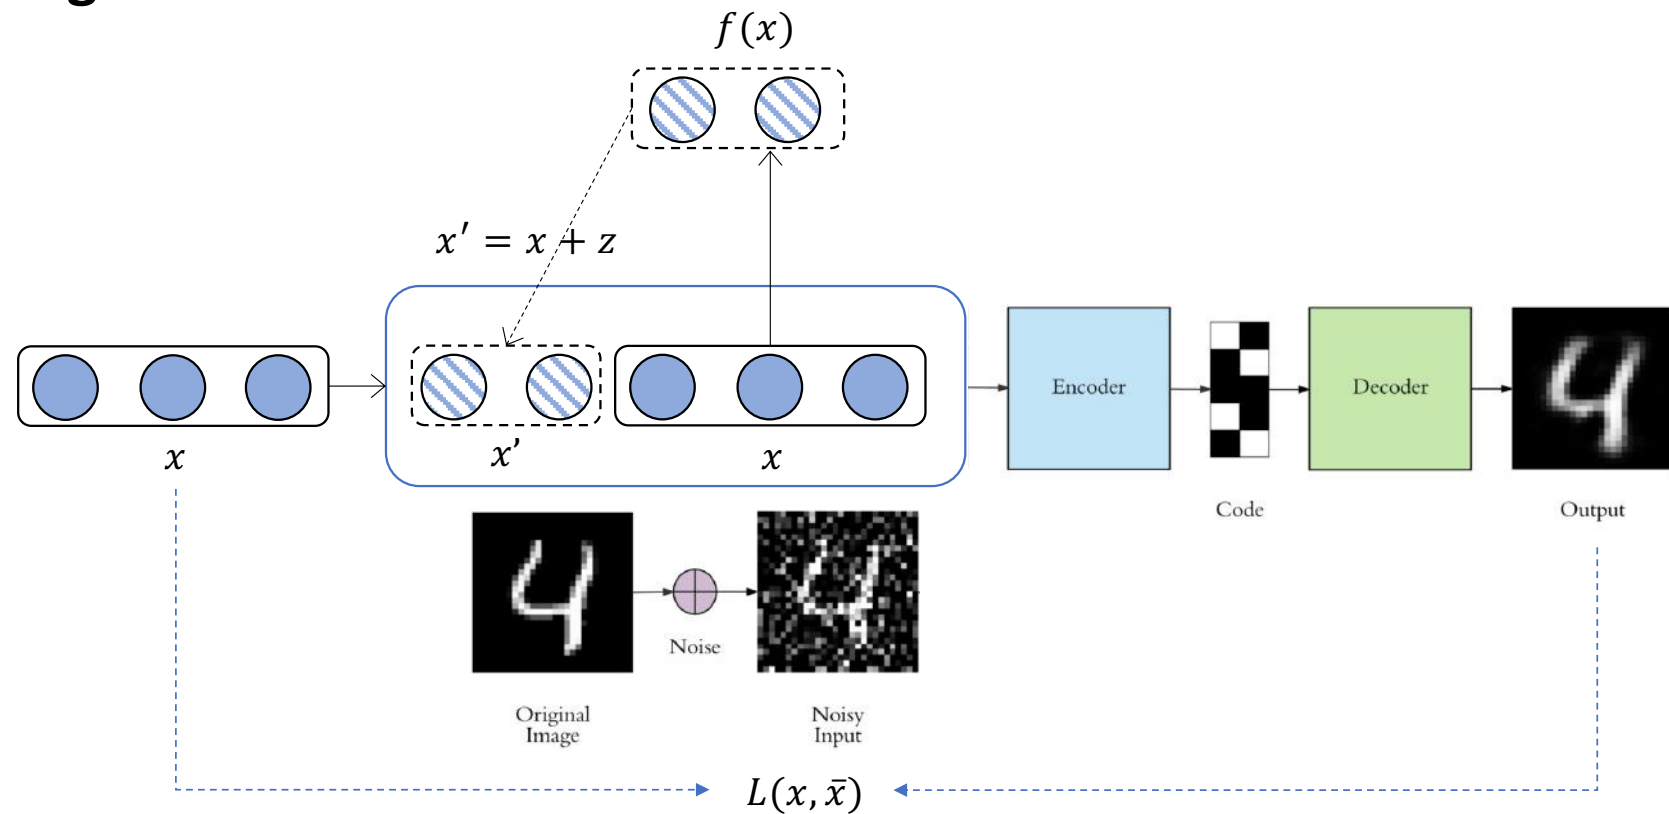 f(x)
x′ = x + z
x
x’
x
Encoder
Decoder
Code
Output
Noise
Original
Image
Noisy
Input
L(x, x̄)